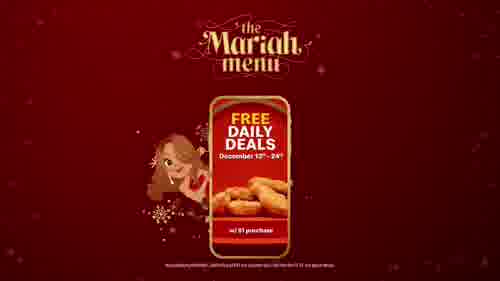 the
Mariah
menu
FREE
DAILY
DEALS
December 13th - 24th
w/ $1 purchase